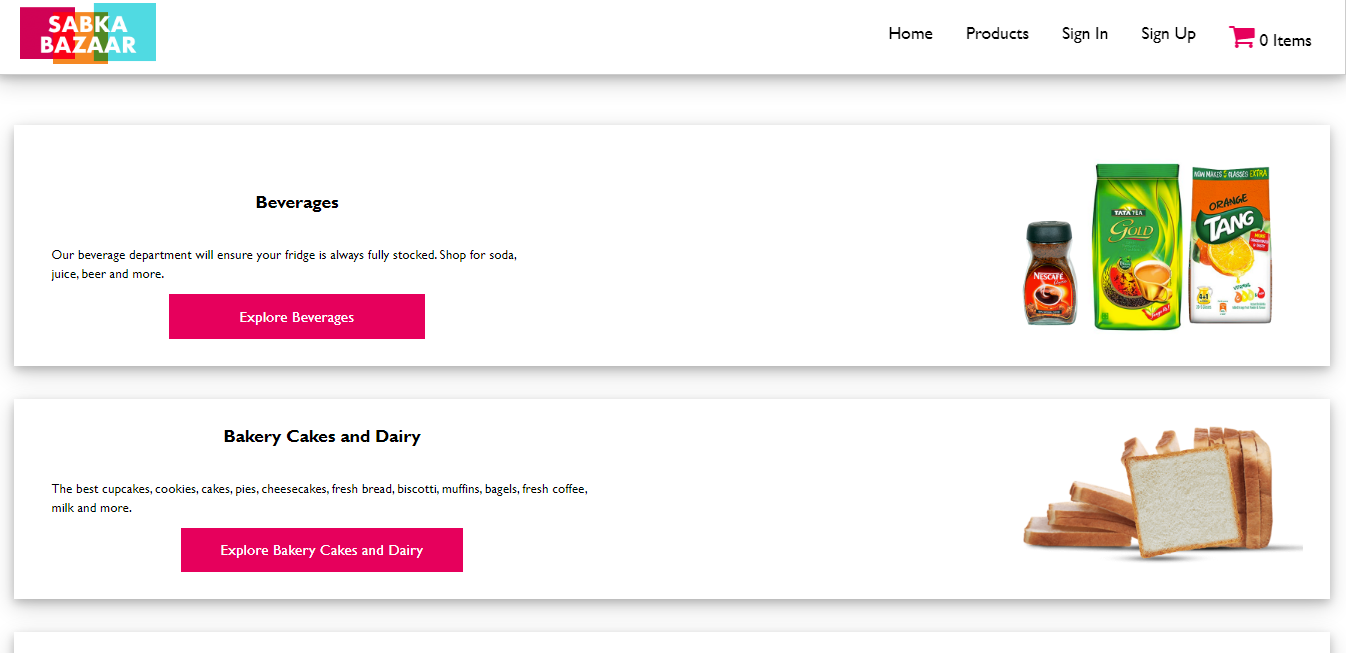 SABKA
BAZAAR
Home Products Sign In Sign Up 0 Items
Beverages
Our beverage department will ensure your fridge is always fully stocked. Shop for soda,
juice, beer and more.
Explore Beverages
NESCAFÉ
TATA TEA
GOLD
NOW MAKES 5 GLASSES EXTRA
ORANGE
TANG
Bakery Cakes and Dairy
The best cupcakes, cookies, cakes, pies, cheesecakes, fresh bread, biscotti, muffins, bagels, fresh coffee,
milk and more.
Explore Bakery Cakes and Dairy